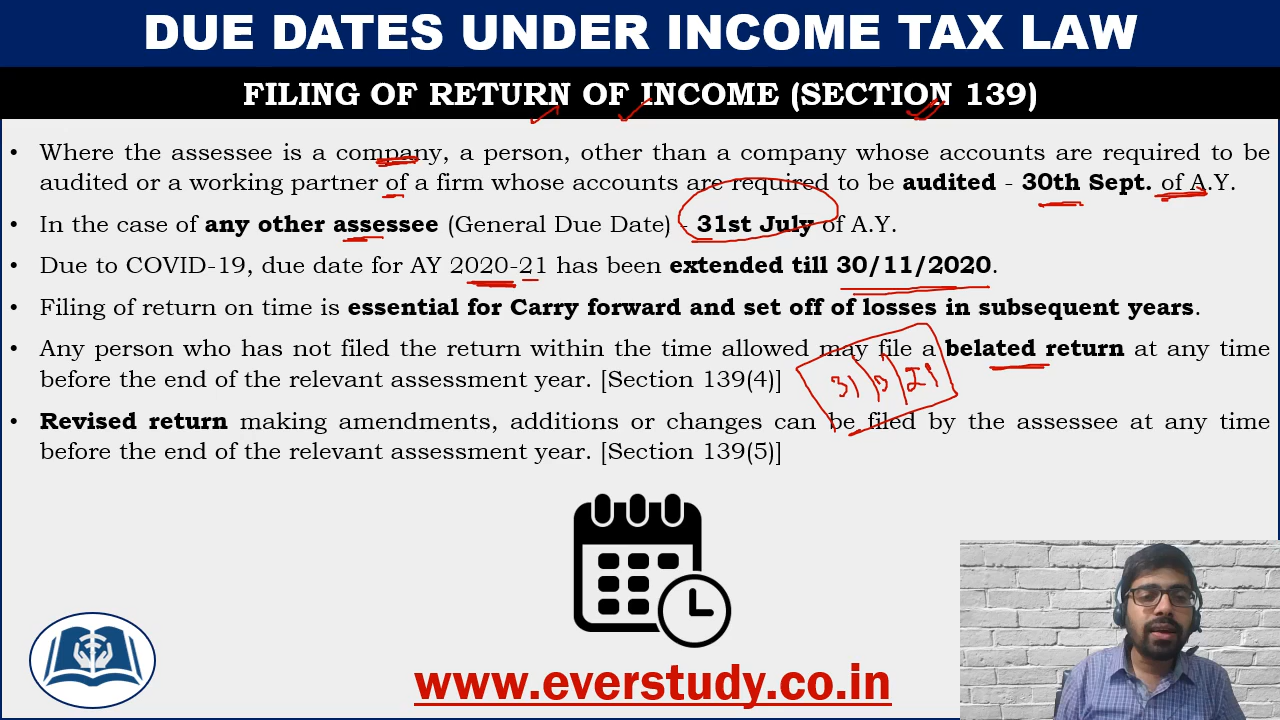 DUE DATES UNDER INCOME TAX LAW
FILING OF RETURN OF INCOME (SECTION 139)
• Where the assessee is a company, a person, other than a company whose accounts are required to be
audited or a working partner of a firm whose accounts are required to be audited - 30th Sept. of A.Y.
• In the case of any other assessee (General Due Date) - 31st July of A.Y.
• Due to COVID-19, due date for AY 2020-21 has been extended till 30/11/2020.
• Filing of return on time is essential for Carry forward and set off of losses in subsequent years.
• Any person who has not filed the return within the time allowed may file a belated return at any time
before the end of the relevant assessment year. [Section 139(4)]
31 3 21
• Revised return making amendments, additions or changes can be filed by the assessee at any time
before the end of the relevant assessment year. [Section 139(5)]
www.everstudy.co.in